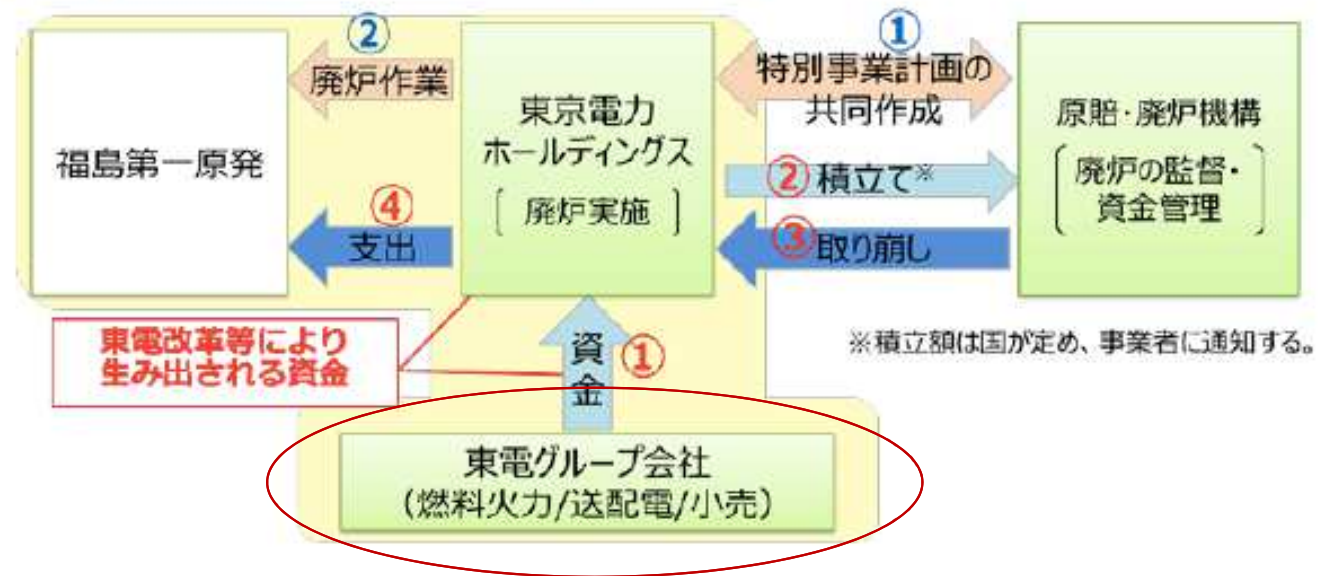 ②
廃炉作業
①
特別事業計画の
共同作成
福島第一原発
東京電力
ホールディングス
[ 廃炉実施 ]
原賠・廃炉機構
廃炉の監督・
資金管理
②積立て※
④
支出
③取り崩し
東電改革等により
生み出される資金
資金
①
※積立額は国が定め、事業者に通知する。
東電グループ会社
(燃料火力/送配電/小売)